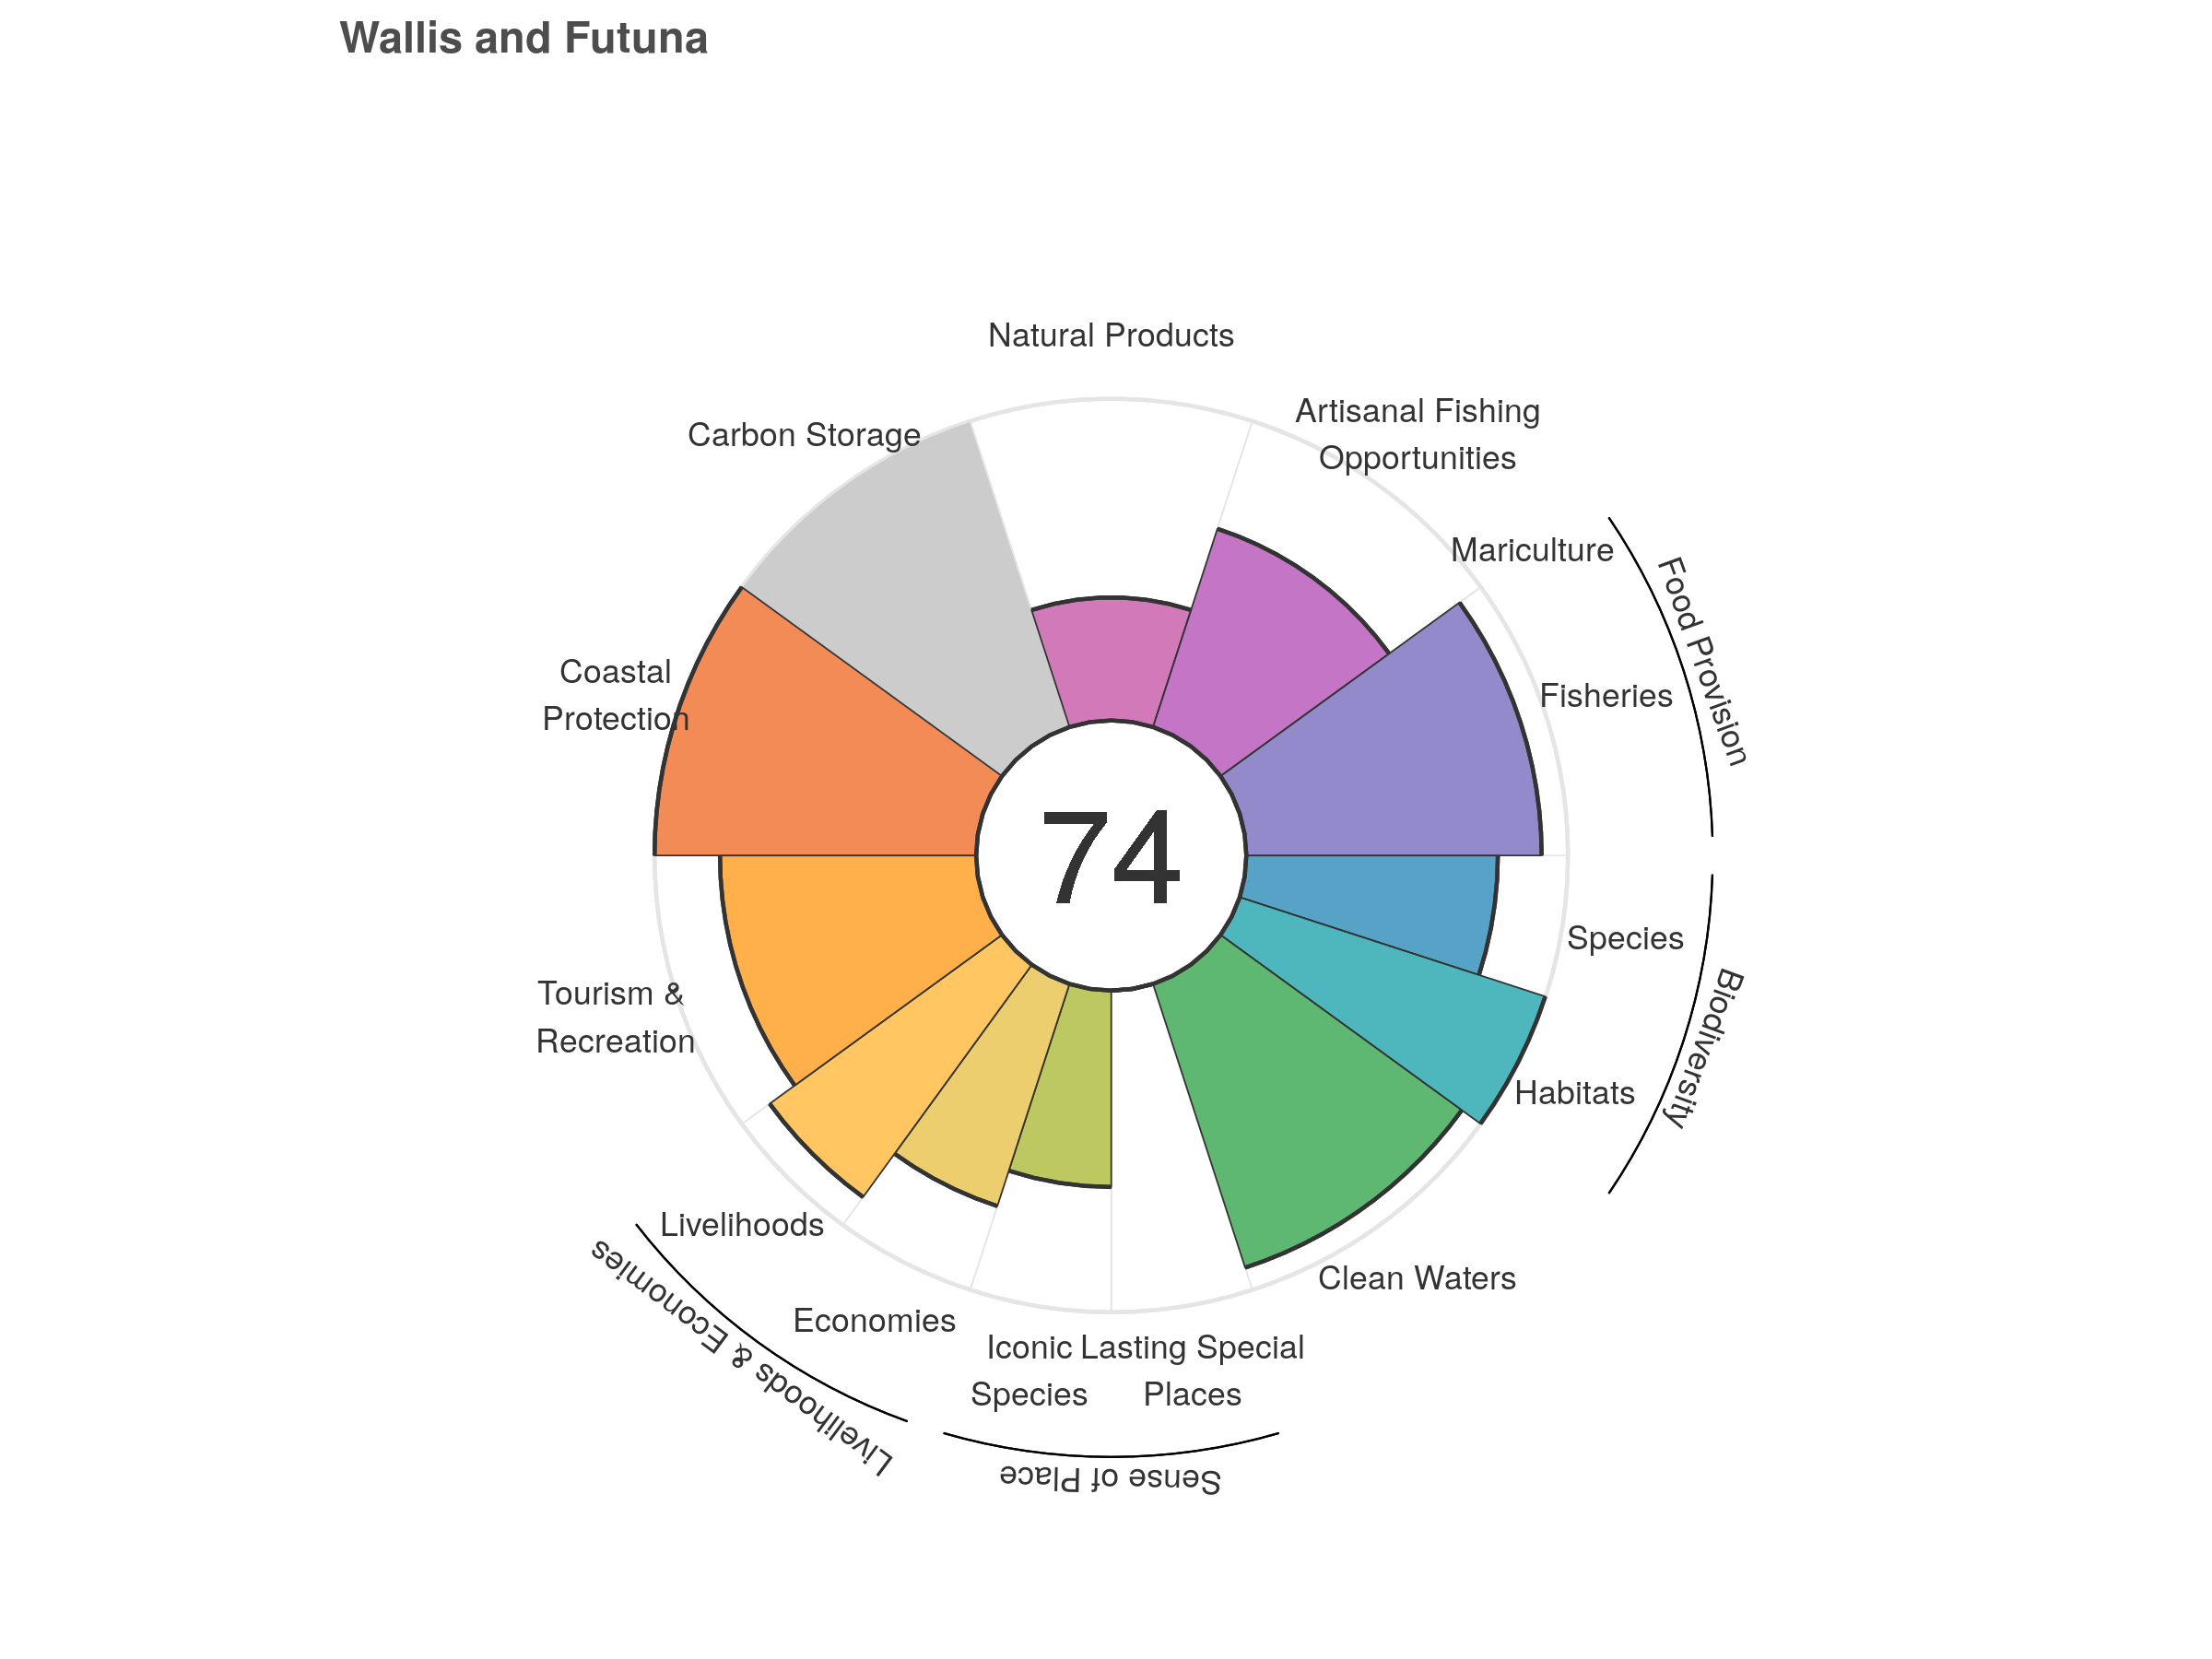 Wallis and Futuna
Natural Products
Artisanal Fishing
Opportunities
Carbon Storage
Mariculture
Food Provision
Coastal
Protection
Fisheries
74
Species
Biodiversity
Tourism &
Recreation
Habitats
Livelihoods
Clean Waters
Livelihoods & Economies
Economies
Iconic
Species
Lasting Special
Places
Sense of Place